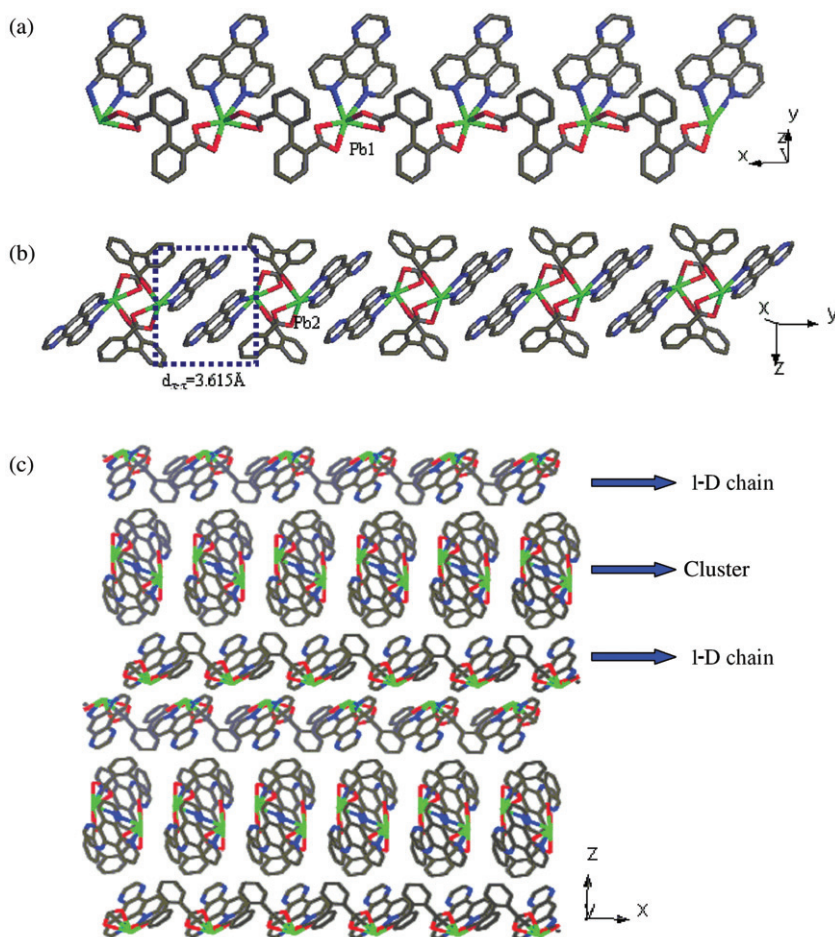 (a)
Pb1
y
z
x
(b)
Pb2
dπ-π=3.615Å
x
y
z
(c)
1-D chain
Cluster
1-D chain
z
y
x